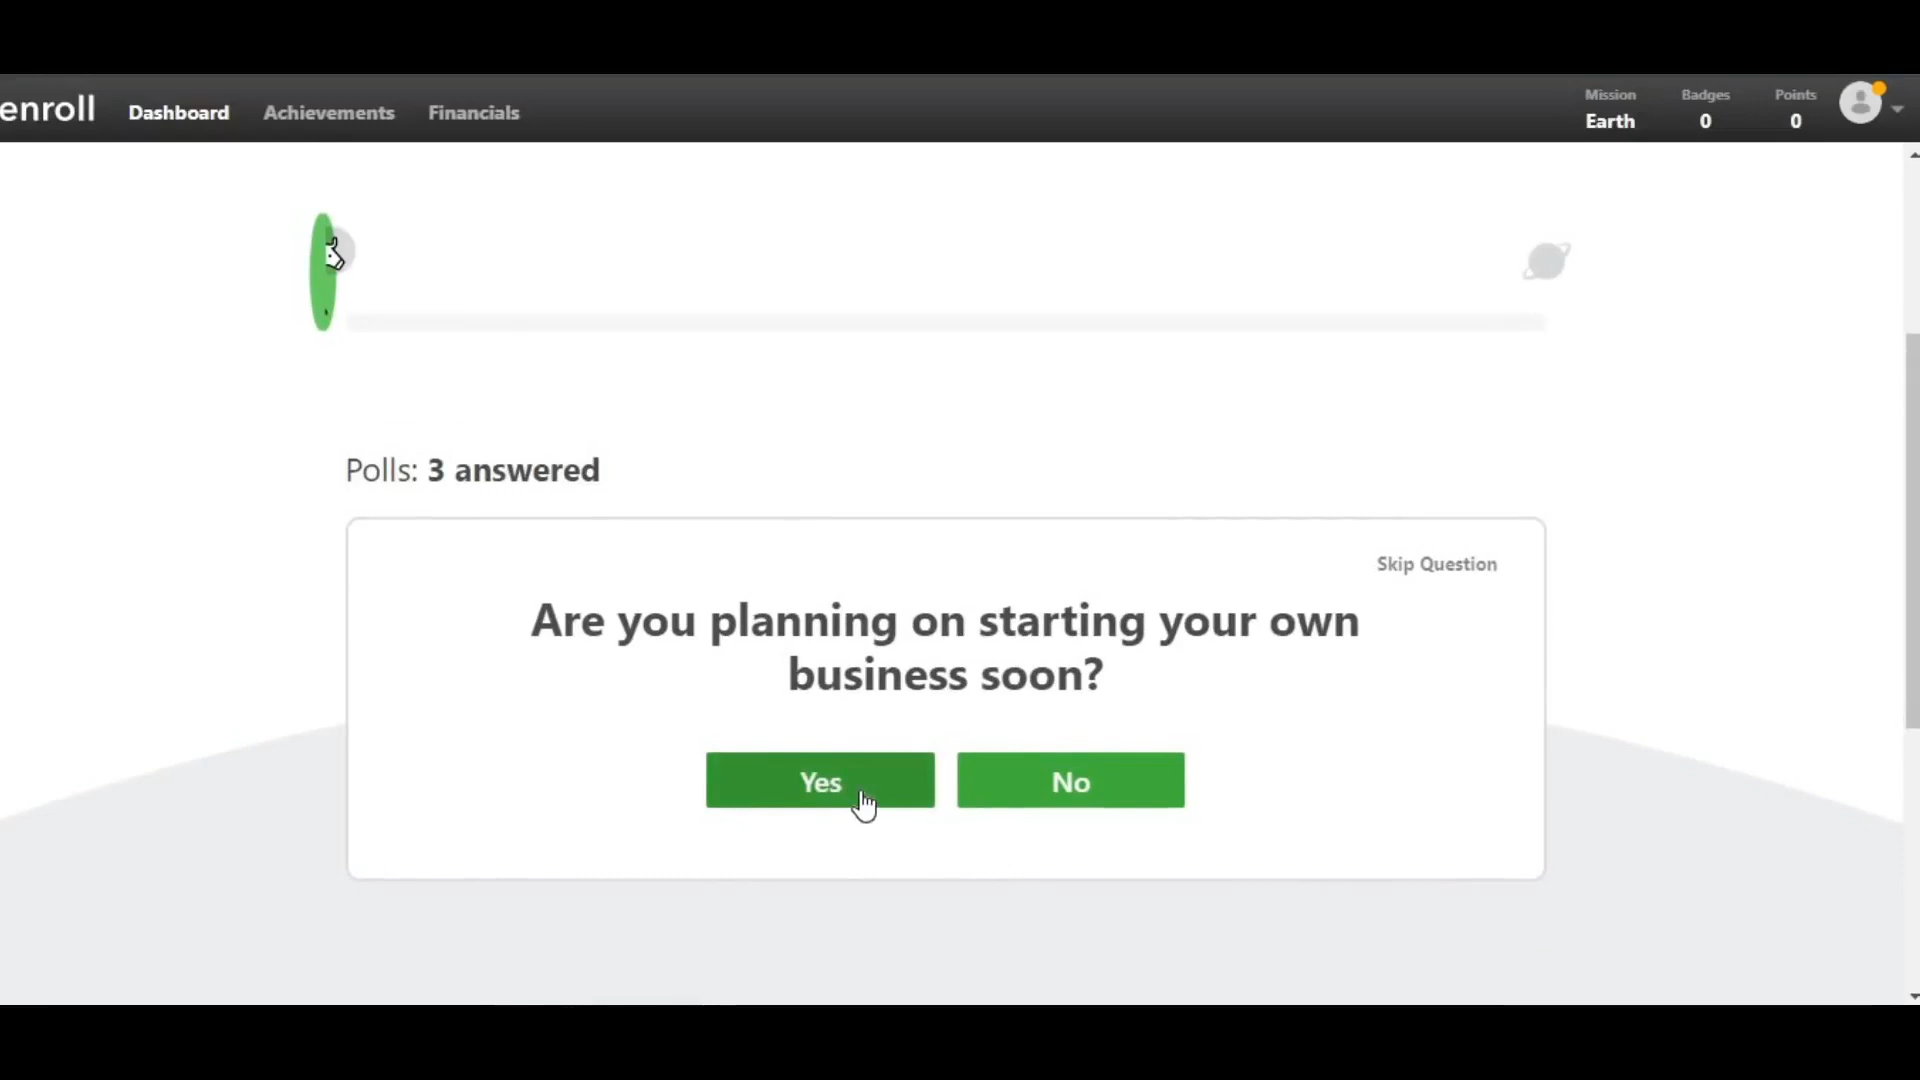 enroll Dashboard Achievements Financials
Mission Badges Points
Earth 0 0
Polls: 3 answered
Skip Question
Are you planning on starting your own
business soon?
Yes No